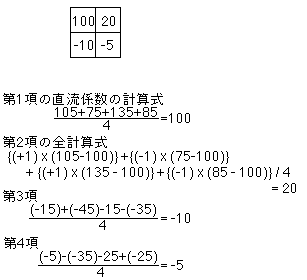 100 20
-10 -5
第1項の直流係数の計算式
105+75+135+85
4
=100
第2項の全計算式
{(+1) x (105-100)}+{(-1) x (75-100)}
+ {(+1) x (135 - 100)}+{(-1) x (85 - 100)} / 4
= 20
第3項
(-15)+(-45)-15-(-35)
4
= -10
第4項
(-5)-(-35)-25+(-25)
4
= -5